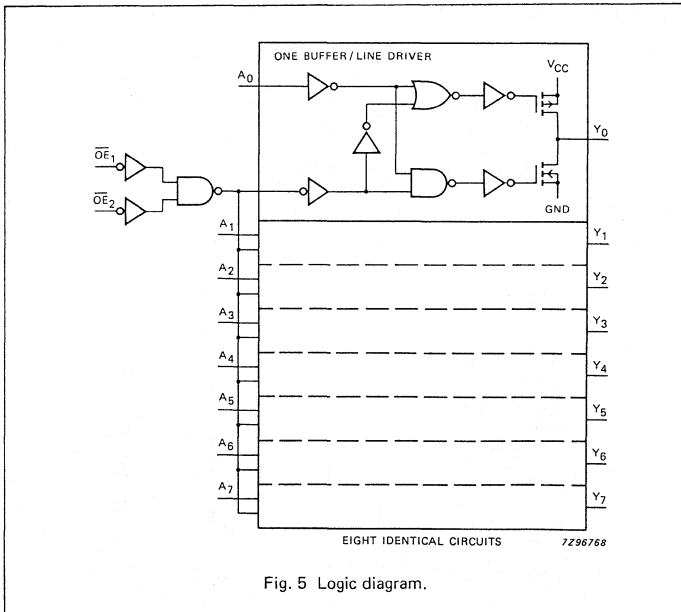 ONE BUFFER/LINE DRIVER
A0
VCC
Y0
OE1
OE2
GND
A1
Y1
A2
Y2
A3
Y3
A4
Y4
A5
Y5
A6
Y6
A7
Y7
EIGHT IDENTICAL CIRCUITS
7Z96768
Fig. 5 Logic diagram.